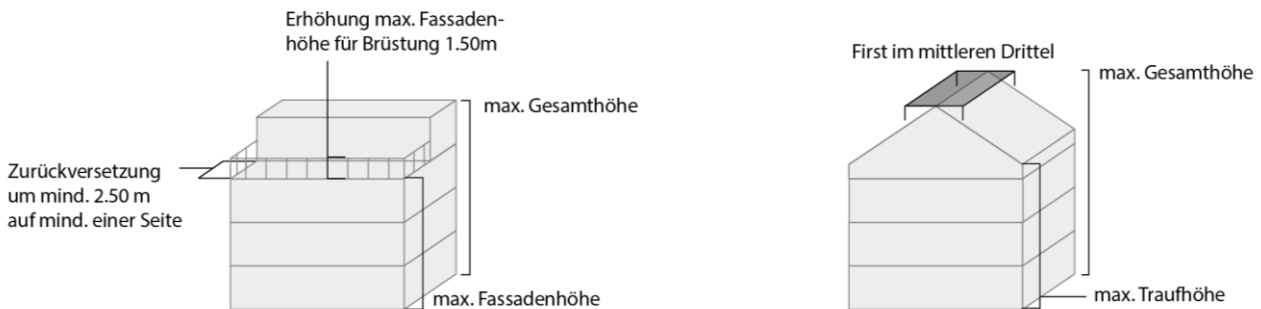 Erhöhung max. Fassaden-
höhe für Brüstung 1.50m
max. Gesamthöhe
Zurückversetzung
um mind. 2.50 m
auf mind. einer Seite
max. Fassadenhöhe
First im mittleren Drittel
max. Gesamthöhe
max. Traufhöhe